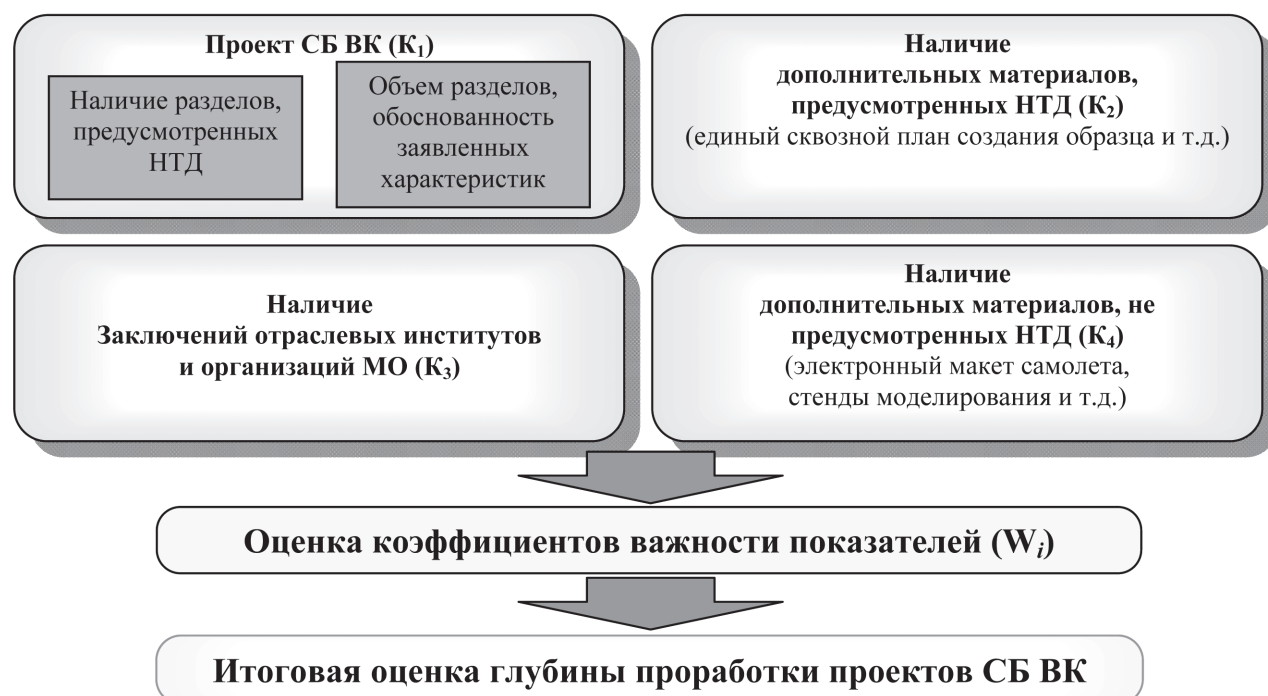 Проект СБ ВК (К₁)
Наличие разделов,
предусмотренных
НТД
Объем разделов,
обоснованность
заявленных
характеристик
Наличие
дополнительных материалов,
предусмотренных НТД (К₂)
(единый сквозной план создания образца и т.д.)
Наличие
Заключений отраслевых институтов
и организаций МО (К₃)
Наличие
дополнительных материалов, не
предусмотренных НТД (К₄)
(электронный макет самолета,
стенды моделирования и т.д.)
Оценка коэффициентов важности показателей (Wᵢ)
Итоговая оценка глубины проработки проектов СБ ВК